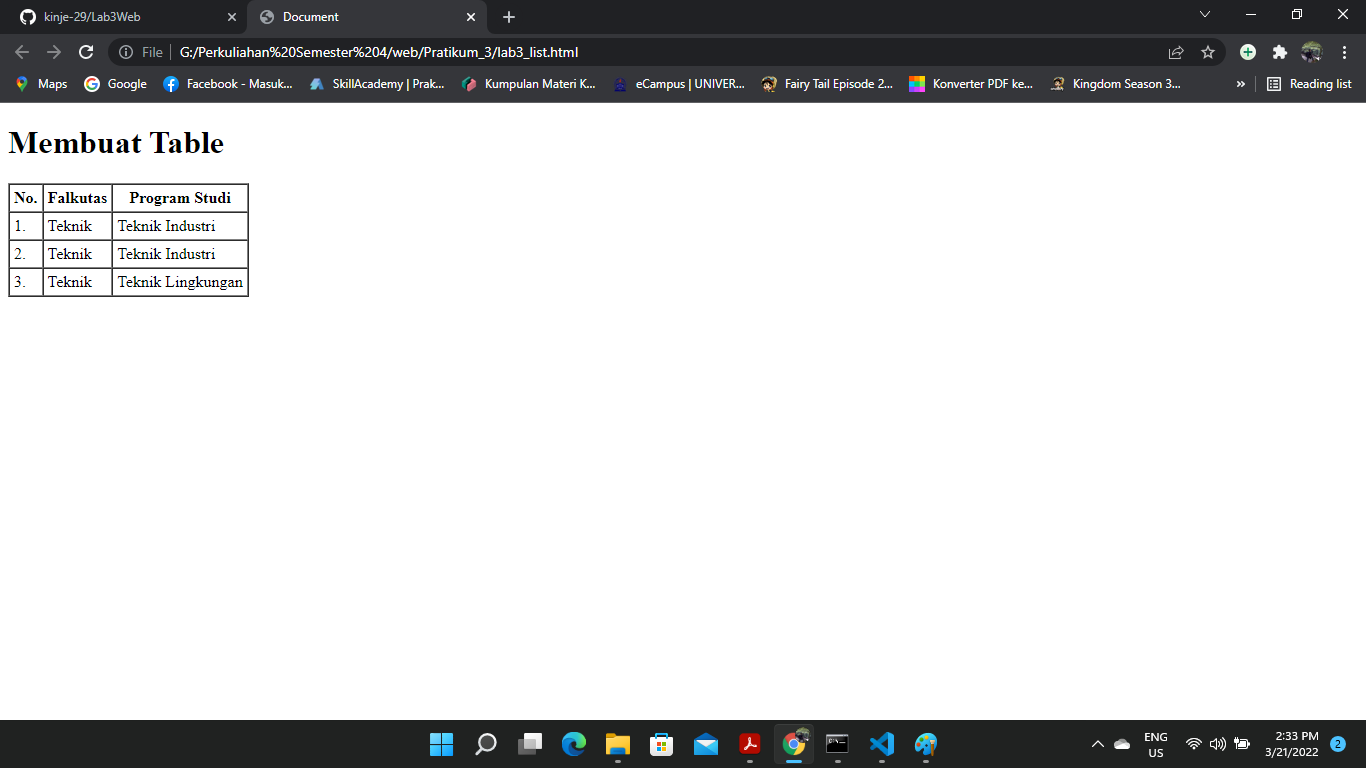 kinje-29/Lab3Web
Document
File
G:/Perkuliahan%20Semester%204/web/Pratikum_3/lab3_list.html
Maps
Google
Facebook - Masuk...
SkillAcademy | Prak...
Kumpulan Materi K...
eCampus | UNIVER...
Fairy Tail Episode 2...
Konverter PDF ke...
Kingdom Season 3...
»
Reading list
Membuat Table
No. Falkutas Program Studi
1. Teknik Teknik Industri
2. Teknik Teknik Industri
3. Teknik Teknik Lingkungan
ENG
US
2:33 PM
3/21/2022
2